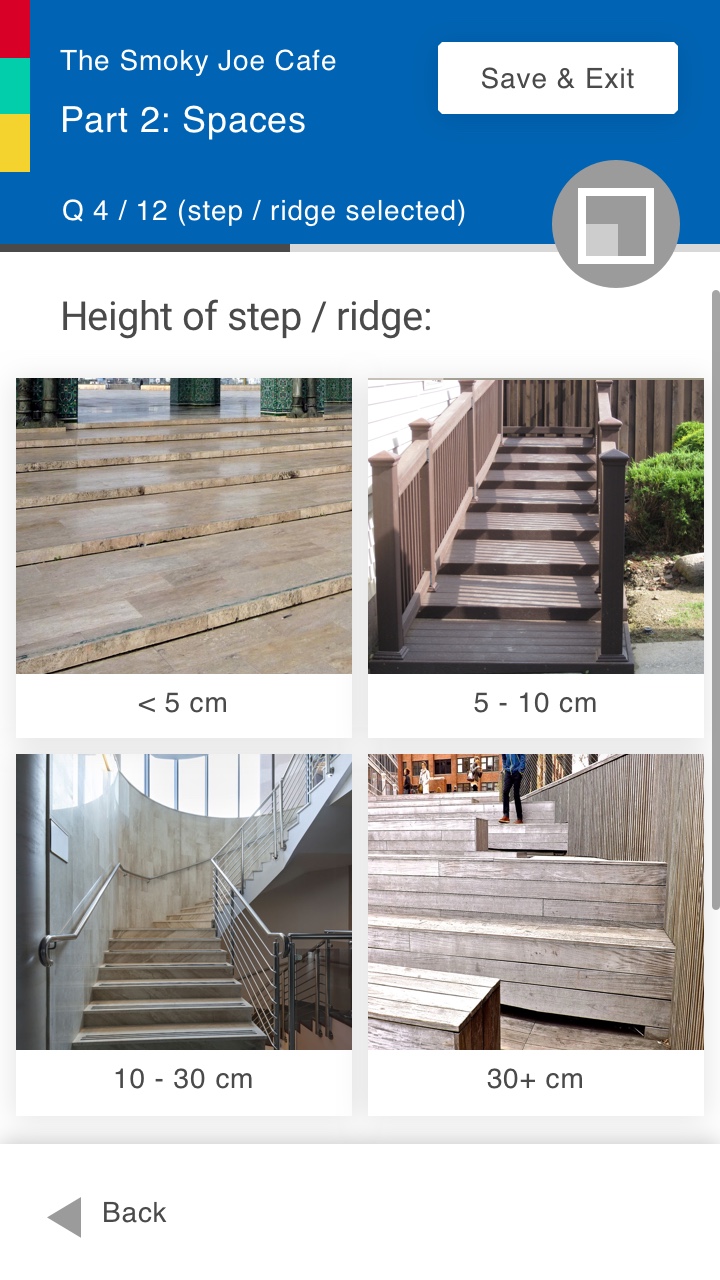 The Smoky Joe Cafe
Save & Exit
Part 2: Spaces
Q 4 / 12 (step / ridge selected)
Height of step / ridge:
< 5 cm
5 - 10 cm
10 - 30 cm
30+ cm
Back